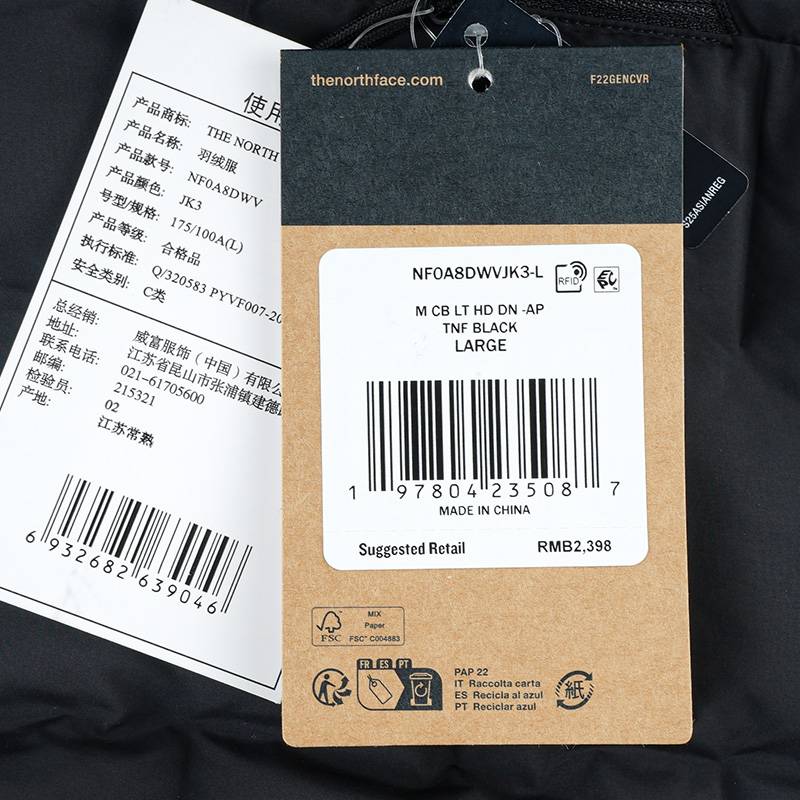 使用
产品商标: THE NORTH
产品名称: 羽绒服
产品款号: NF0A8DWV
产品颜色: JK3
号型/规格: 175/100A(L)
产品等级: 合格品
执行标准: Q/320583 PYVF007-20
安全类别: C类
总经销: 威富服饰（中国）有限公
地址: 江苏省昆山市张浦镇建德
联系电话: 021-61705600
邮编: 215321
检验员: 02
产地: 江苏常熟
6 932682 639046
thenorthface.com
F22GENCVR
S25ASIANREG
NF0A8DWVJK3-L
RFID
M CB LT HD DN -AP
TNF BLACK
LARGE
1 97804 23508 7
MADE IN CHINA
Suggested Retail RMB2,398
FSC
MIX
Paper
FSC™ C004883
FR ES PT
PAP 22
IT Raccolta carta
ES Recicla al azul
PT Reciclar azul
紙